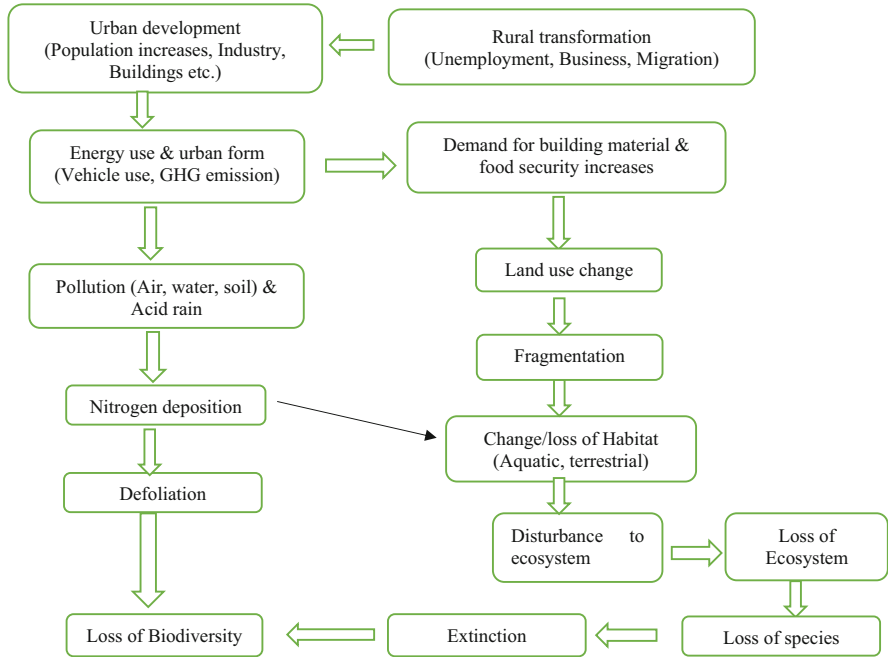 Urban development
(Population increases, Industry,
Buildings etc.)
Rural transformation
(Unemployment, Business, Migration)
Energy use & urban form
(Vehicle use, GHG emission)
Demand for building material &
food security increases
Pollution (Air, water, soil) &
Acid rain
Land use change
Fragmentation
Nitrogen deposition
Change/loss of Habitat
(Aquatic, terrestrial)
Defoliation
Disturbance to
ecosystem
Loss of
Ecosystem
Loss of Biodiversity
Extinction
Loss of species